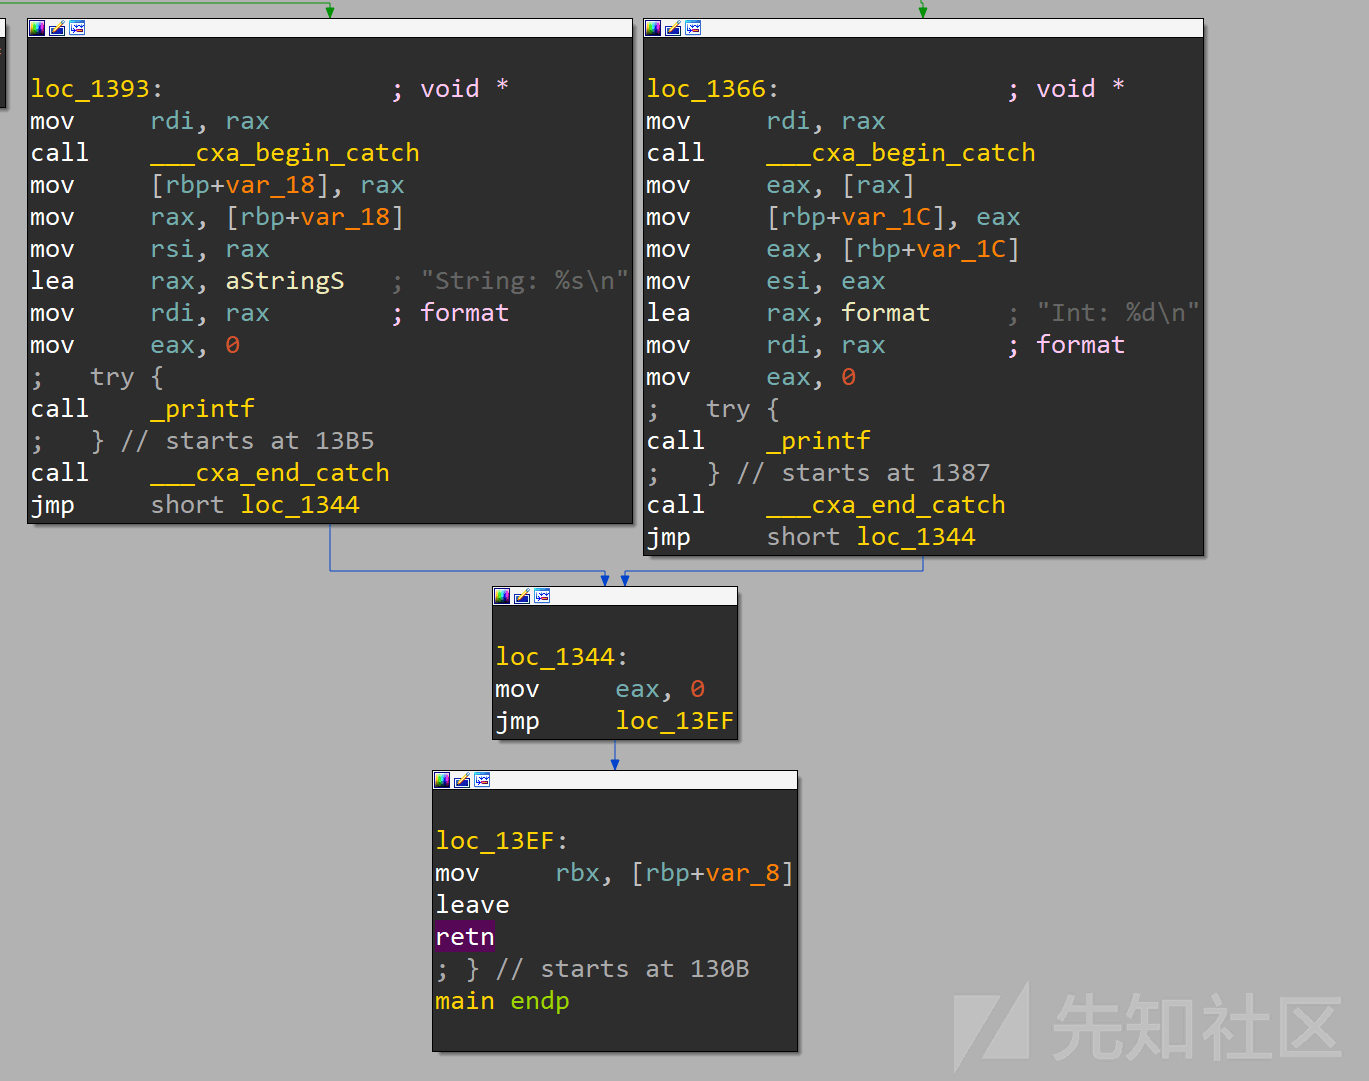 loc_1393: ; void *
mov rdi, rax
call ___cxa_begin_catch
mov [rbp+var_18], rax
mov rax, [rbp+var_18]
mov rsi, rax
lea rax, aStringS ; "String: %s\n"
mov rdi, rax ; format
mov eax, 0
; try {
call _printf
; } // starts at 13B5
call ___cxa_end_catch
jmp short loc_1344
loc_1366: ; void *
mov rdi, rax
call ___cxa_begin_catch
mov eax, [rax]
mov [rbp+var_1C], eax
mov eax, [rbp+var_1C]
mov esi, eax
lea rax, format ; "Int: %d\n"
mov rdi, rax ; format
mov eax, 0
; try {
call _printf
; } // starts at 1387
call ___cxa_end_catch
jmp short loc_1344
loc_1344:
mov eax, 0
jmp loc_13EF
loc_13EF:
mov rbx, [rbp+var_8]
leave
retn
; } // starts at 130B
main endp
先知社区